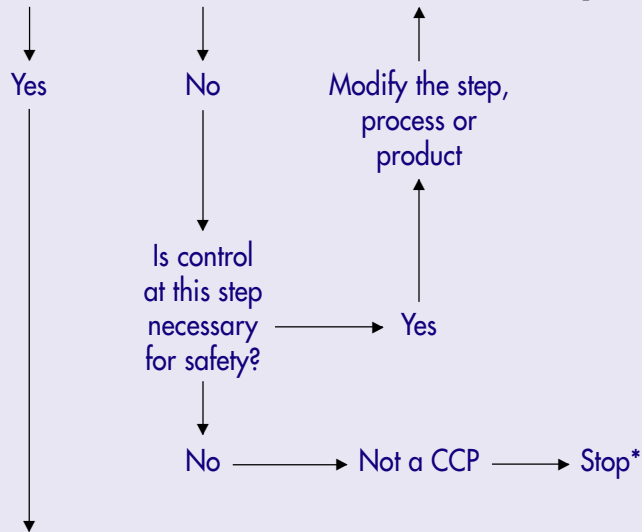 Yes
No
Modify the step,
process or
product
Is control
at this step
necessary
for safety?
Yes
No
Not a CCP
Stop*